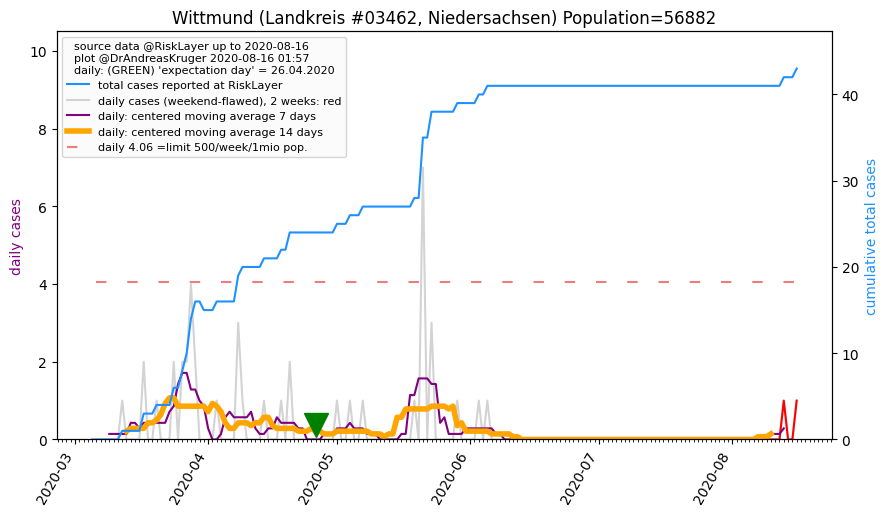 Wittmund (Landkreis #03462, Niedersachsen) Population=56882
source data @RiskLayer up to 2020-08-16
plot @DrAndreasKruger 2020-08-16 01:57
daily: (GREEN) 'expectation day' = 26.04.2020
total cases reported at RiskLayer
daily cases (weekend-flawed), 2 weeks: red
daily: centered moving average 7 days
daily: centered moving average 14 days
daily 4.06 =limit 500/week/1mio pop.
daily cases
10
8
6
4
2
0
cumulative total cases
40
30
20
10
0
2020-03
2020-04
2020-05
2020-06
2020-07
2020-08